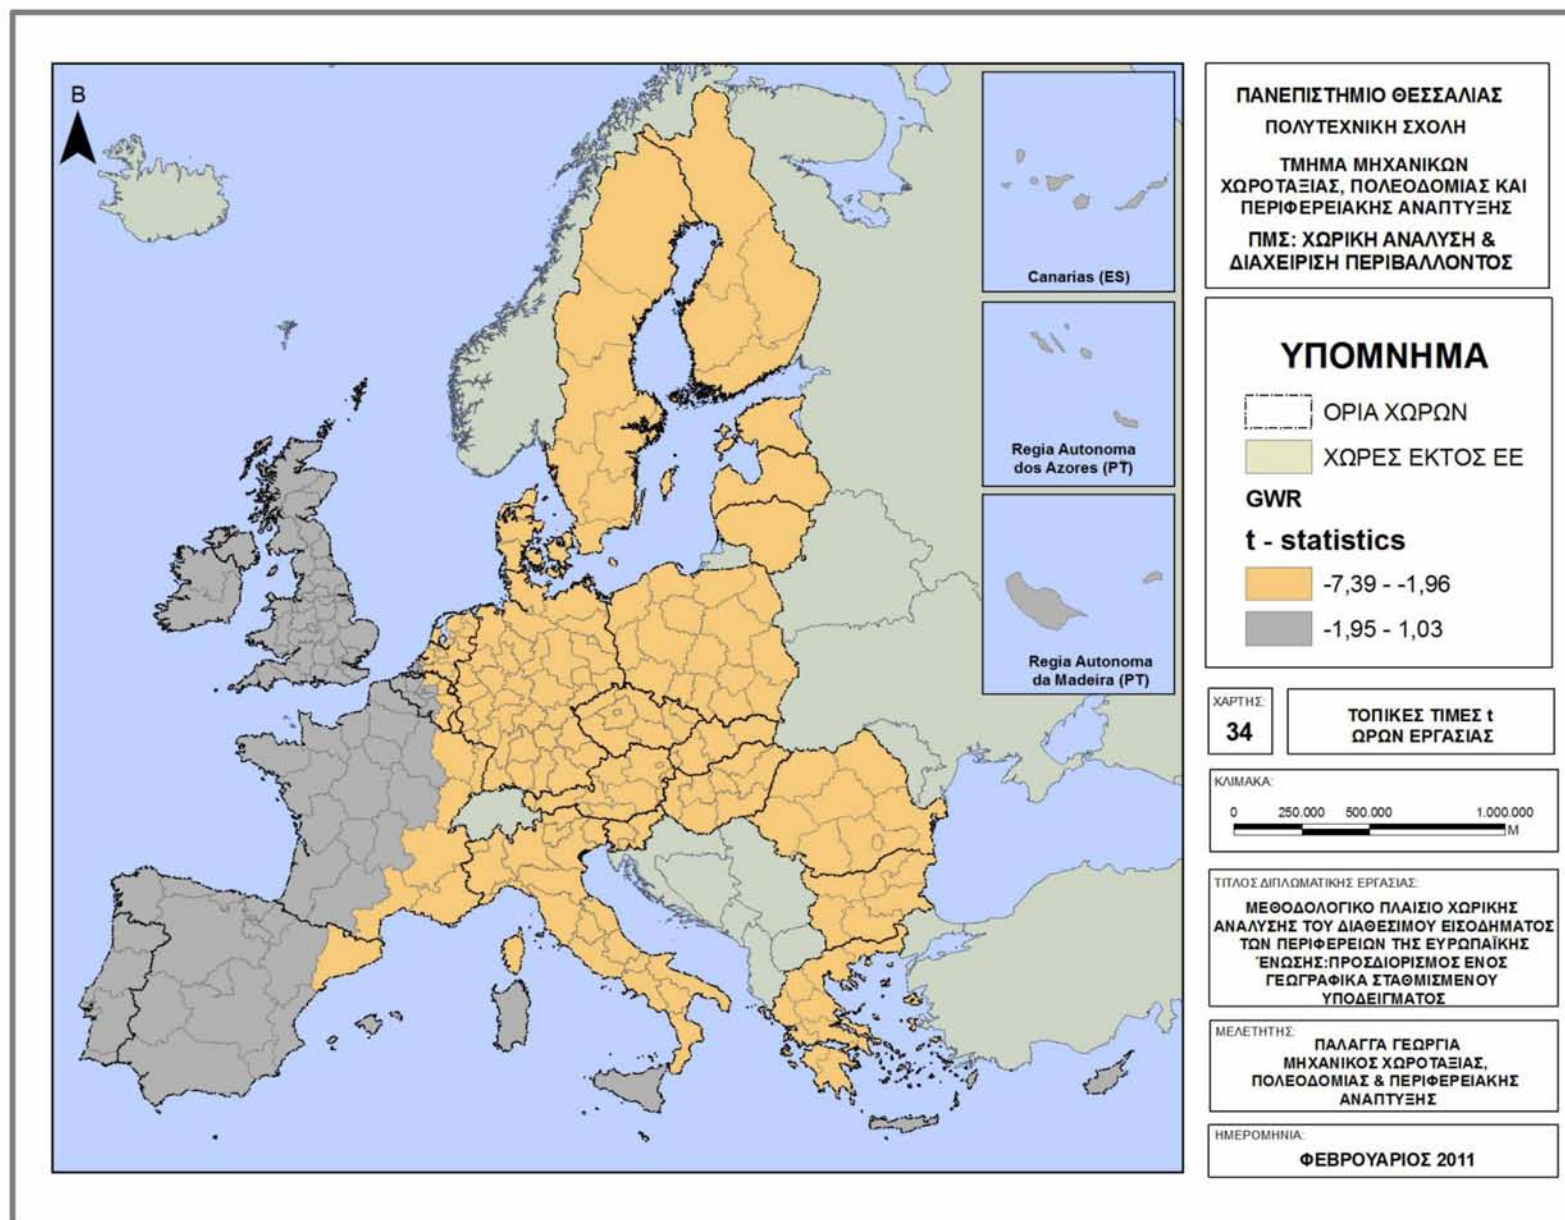 B
Canarias (ES)
Regia Autonoma
dos Azores (PT)
Regia Autonoma
da Madeira (PT)
ΠΑΝΕΠΙΣΤΗΜΙΟ ΘΕΣΣΑΛΙΑΣ
ΠΟΛΥΤΕΧΝΙΚΗ ΣΧΟΛΗ
ΤΜΗΜΑ ΜΗΧΑΝΙΚΩΝ
ΧΩΡΟΤΑΞΙΑΣ, ΠΟΛΕΟΔΟΜΙΑΣ ΚΑΙ
ΠΕΡΙΦΕΡΕΙΑΚΗΣ ΑΝΑΠΤΥΞΗΣ
ΠΜΣ: ΧΩΡΙΚΗ ΑΝΑΛΥΣΗ &
ΔΙΑΧΕΙΡΙΣΗ ΠΕΡΙΒΑΛΛΟΝΤΟΣ
ΥΠΟΜΝΗΜΑ
ΟΡΙΑ ΧΩΡΩΝ
ΧΩΡΕΣ ΕΚΤΟΣ ΕΕ
GWR
t - statistics
-7,39 - -1,96
-1,95 - 1,03
ΧΑΡΤΗΣ:
34
ΤΟΠΙΚΕΣ ΤΙΜΕΣ t
ΩΡΩΝ ΕΡΓΑΣΙΑΣ
ΚΛΙΜΑΚΑ:
0 250.000 500.000 1.000.000
M
ΤΙΤΛΟΣ ΔΙΠΛΩΜΑΤΙΚΗΣ ΕΡΓΑΣΙΑΣ:
ΜΕΘΟΔΟΛΟΓΙΚΟ ΠΛΑΙΣΙΟ ΧΩΡΙΚΗΣ
ΑΝΑΛΥΣΗΣ ΤΟΥ ΔΙΑΘΕΣΙΜΟΥ ΕΙΣΟΔΗΜΑΤΟΣ
ΤΩΝ ΠΕΡΙΦΕΡΕΙΩΝ ΤΗΣ ΕΥΡΩΠΑΪΚΗΣ
ΈΝΩΣΗΣ:ΠΡΟΣΔΙΟΡΙΣΜΟΣ ΕΝΟΣ
ΓΕΩΓΡΑΦΙΚΑ ΣΤΑΘΜΙΣΜΕΝΟΥ
ΥΠΟΔΕΙΓΜΑΤΟΣ
ΜΕΛΕΤΗΤΗΣ:
ΠΑΛΑΓΓΑ ΓΕΩΡΓΙΑ
ΜΗΧΑΝΙΚΟΣ ΧΩΡΟΤΑΞΙΑΣ,
ΠΟΛΕΟΔΟΜΙΑΣ & ΠΕΡΙΦΕΡΕΙΑΚΗΣ
ΑΝΑΠΤΥΞΗΣ
ΗΜΕΡΟΜΗΝΙΑ:
ΦΕΒΡΟΥΑΡΙΟΣ 2011